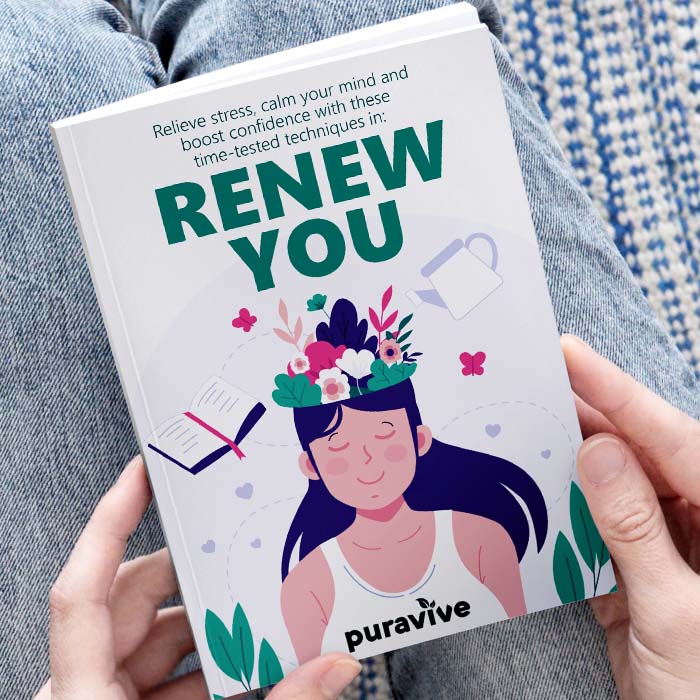 Relieve stress, calm your mind and
boost confidence with these
time-tested techniques in:
RENEW
YOU
puravive